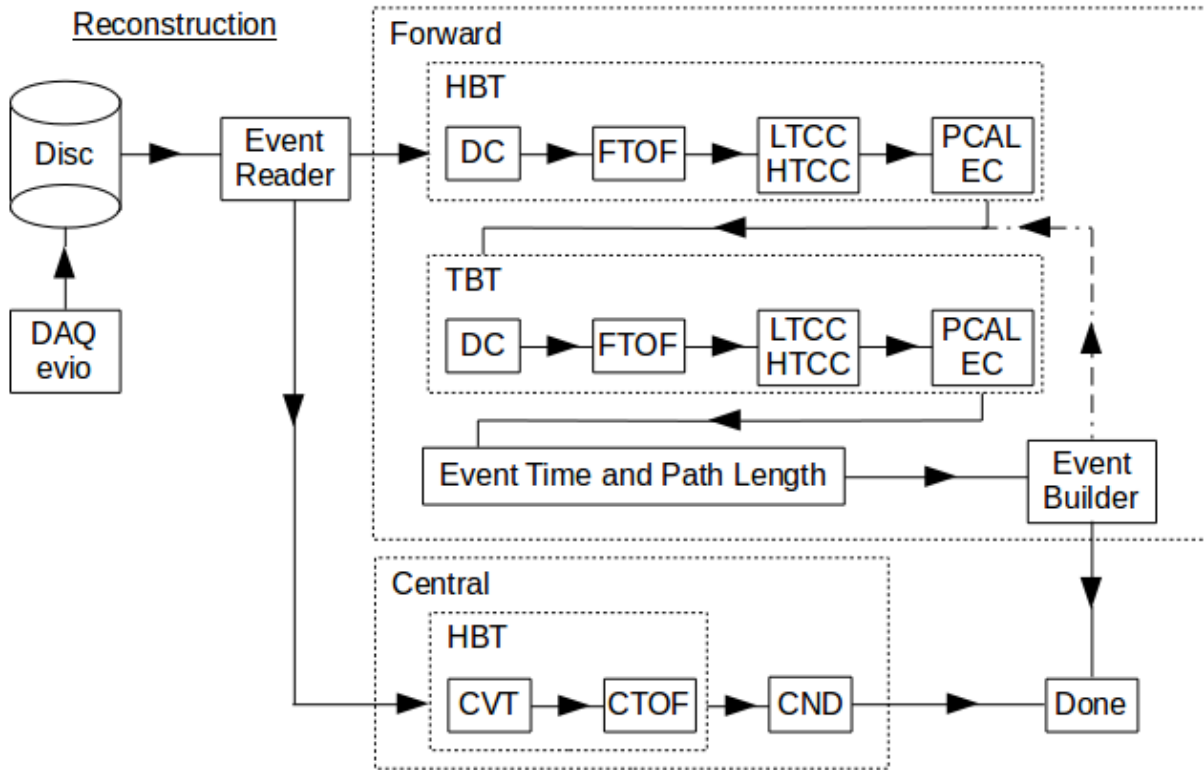 Reconstruction
Forward
HBT
Disc
Event
Reader
DC
FTOF
LTCC
HTCC
PCAL
EC
TBT
DAQ
evio
DC
FTOF
LTCC
HTCC
PCAL
EC
Event Time and Path Length
Event
Builder
Central
HBT
CVT
CTOF
CND
Done